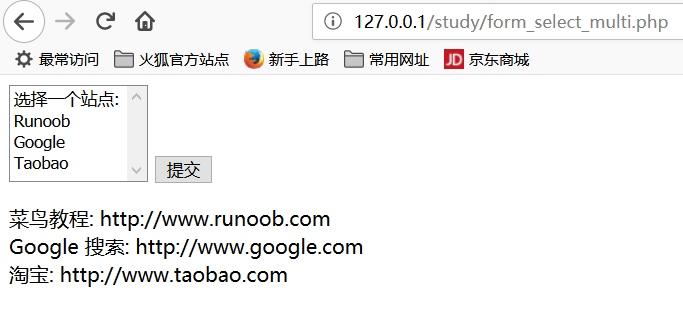 127.0.0.1/study/form_select_multi.php
最常访问 火狐官方站点 新手上路 常用网址 JD 京东商城
选择一个站点:
Runoob
Google
Taobao
提交
菜鸟教程: http://www.runoob.com
Google 搜索: http://www.google.com
淘宝: http://www.taobao.com